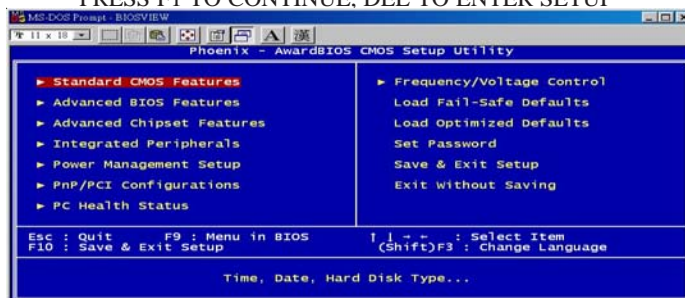 PRESS F1 TO CONTINUE, DEL TO ENTER SETUP
MS-DOS Prompt - BIOSVIEW
11 x 18
A 漢
Phoenix - AwardBIOS CMOS Setup Utility
► Standard CMOS Features
► Advanced BIOS Features
► Advanced Chipset Features
► Integrated Peripherals
► Power Management Setup
► PnP/PCI Configurations
► PC Health Status
► Frequency/Voltage Control
Load Fail-Safe Defaults
Load Optimized Defaults
Set Password
Save & Exit Setup
Exit Without Saving
Esc : Quit F9 : Menu in BIOS ↑ ↓ → ← : Select Item
F10 : Save & Exit Setup (Shift)F3 : Change Language
Time, Date, Hard Disk Type...